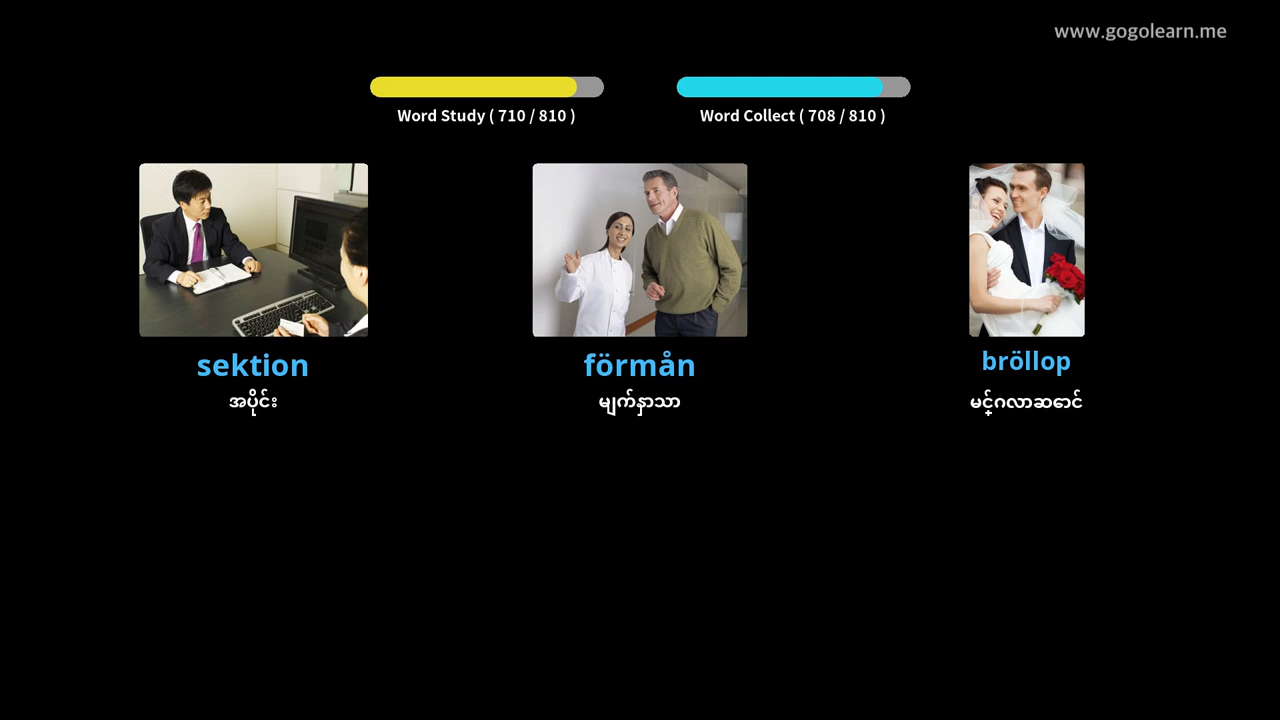 www.gogolearn.me
Word Study ( 710 / 810 )
Word Collect ( 708 / 810 )
sektion
förmån
bröllop
အပိုင်း
မျက်နှာသာ
မင်္ဂလာဆောင်